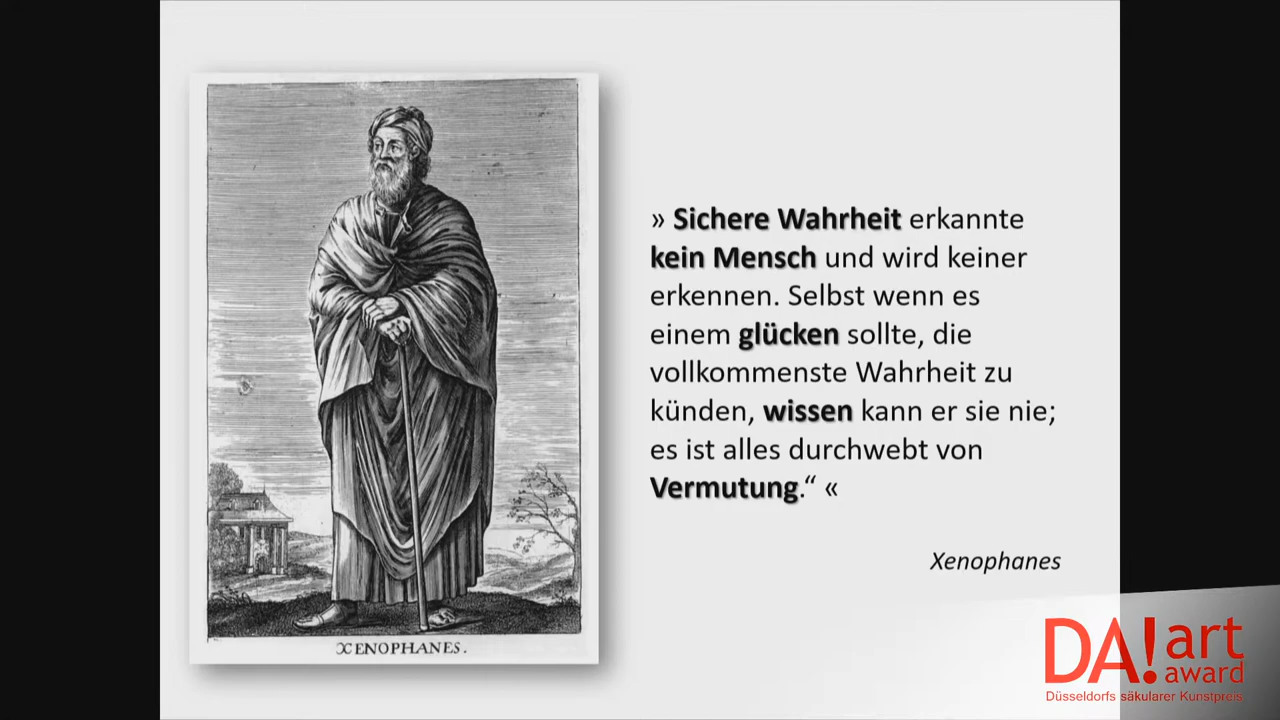 » Sichere Wahrheit erkannte
kein Mensch und wird keiner
erkennen. Selbst wenn es
einem glücken sollte, die
vollkommenste Wahrheit zu
künden, wissen kann er sie nie;
es ist alles durchwebt von
Vermutung.“ «
Xenophanes
XENOPHANES.
DA!art
award
Düsseldorfs säkularer Kunstpreis